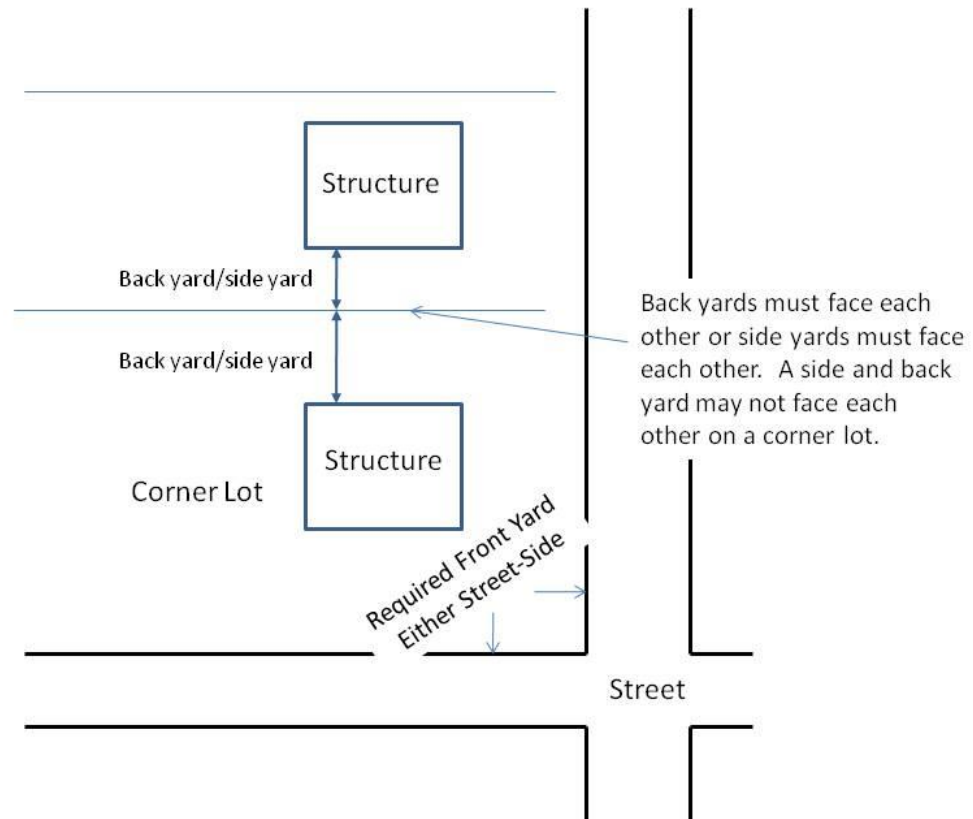 Structure
Back yard/side yard
Back yards must face each
other or side yards must face
each other. A side and back
yard may not face each
other on a corner lot.
Back yard/side yard
Structure
Corner Lot
Required Front Yard
Either Street-Side
Street